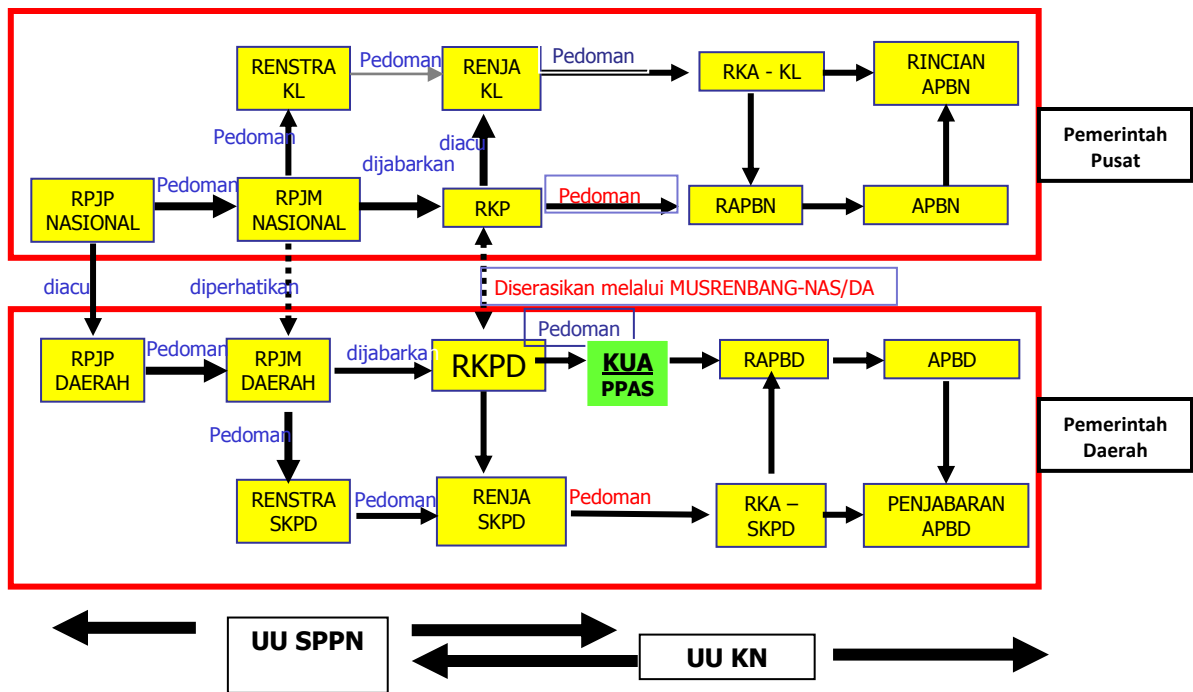 Pedoman
Pedoman
RENSTRA
KL
RENJA
KL
RKA - KL
RINCIAN
APBN
Pedoman
diacu
dijabarkan
Pemerintah
Pusat
RPJP
NASIONAL
Pedoman
RPJM
NASIONAL
RKP
Pedoman
RAPBN
APBN
diacu
diperhatikan
Diserasikan melalui MUSRENBANG-NAS/DA
Pedoman
RPJP
DAERAH
Pedoman
RPJM
DAERAH
dijabarkan
RKPD
KUA
PPAS
RAPBD
APBD
Pedoman
Pemerintah
Daerah
RENSTRA
SKPD
Pedoman
RENJA
SKPD
Pedoman
RKA –
SKPD
PENJABARAN
APBD
UU SPPN
UU KN